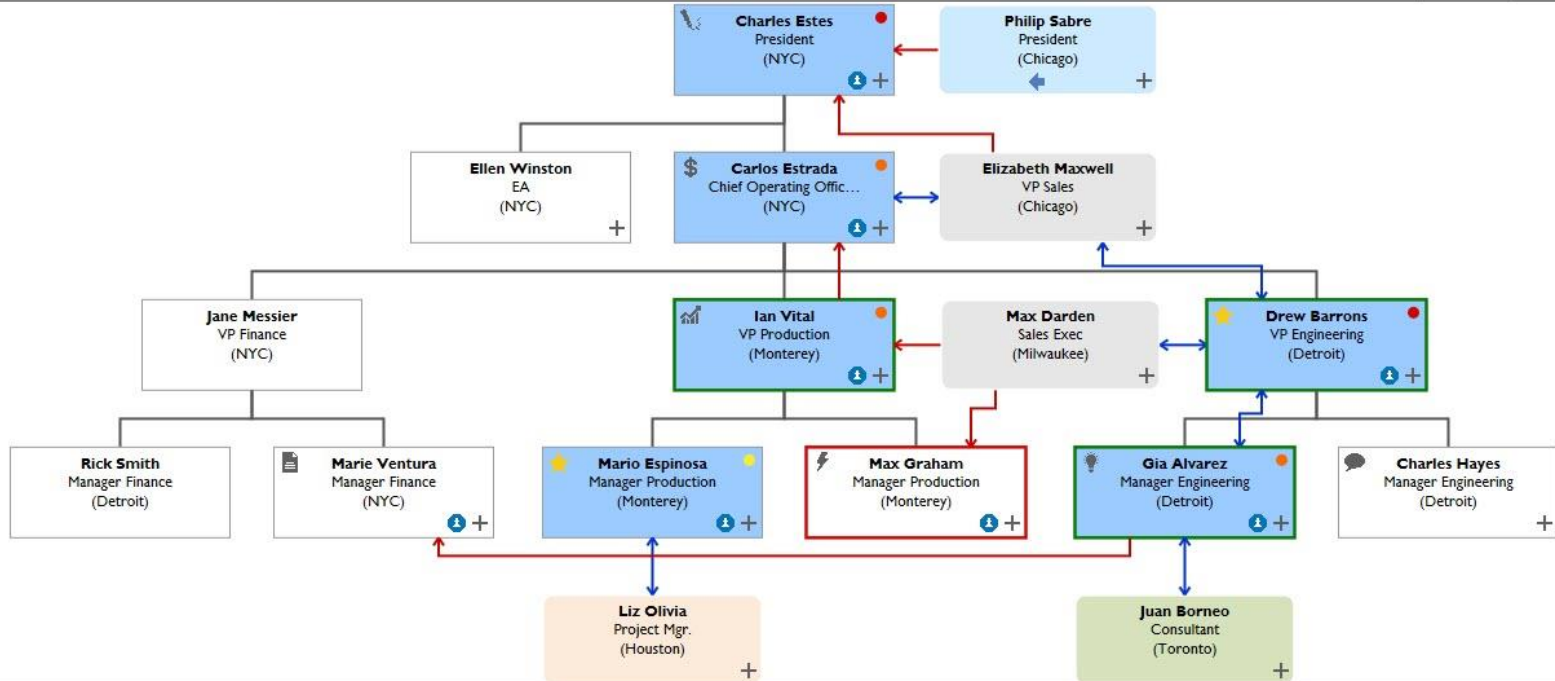 Charles Estes
President
(NYC)
Philip Sabre
President
(Chicago)
Ellen Winston
EA
(NYC)
$
Carlos Estrada
Chief Operating Offic...
(NYC)
Elizabeth Maxwell
VP Sales
(Chicago)
Jane Messier
VP Finance
(NYC)
Ian Vital
VP Production
(Monterey)
Max Darden
Sales Exec
(Milwaukee)
Drew Barrons
VP Engineering
(Detroit)
Rick Smith
Manager Finance
(Detroit)
Marie Ventura
Manager Finance
(NYC)
Mario Espinosa
Manager Production
(Monterey)
Max Graham
Manager Production
(Monterey)
Gia Alvarez
Manager Engineering
(Detroit)
Charles Hayes
Manager Engineering
(Detroit)
Liz Olivia
Project Mgr.
(Houston)
Juan Borneo
Consultant
(Toronto)